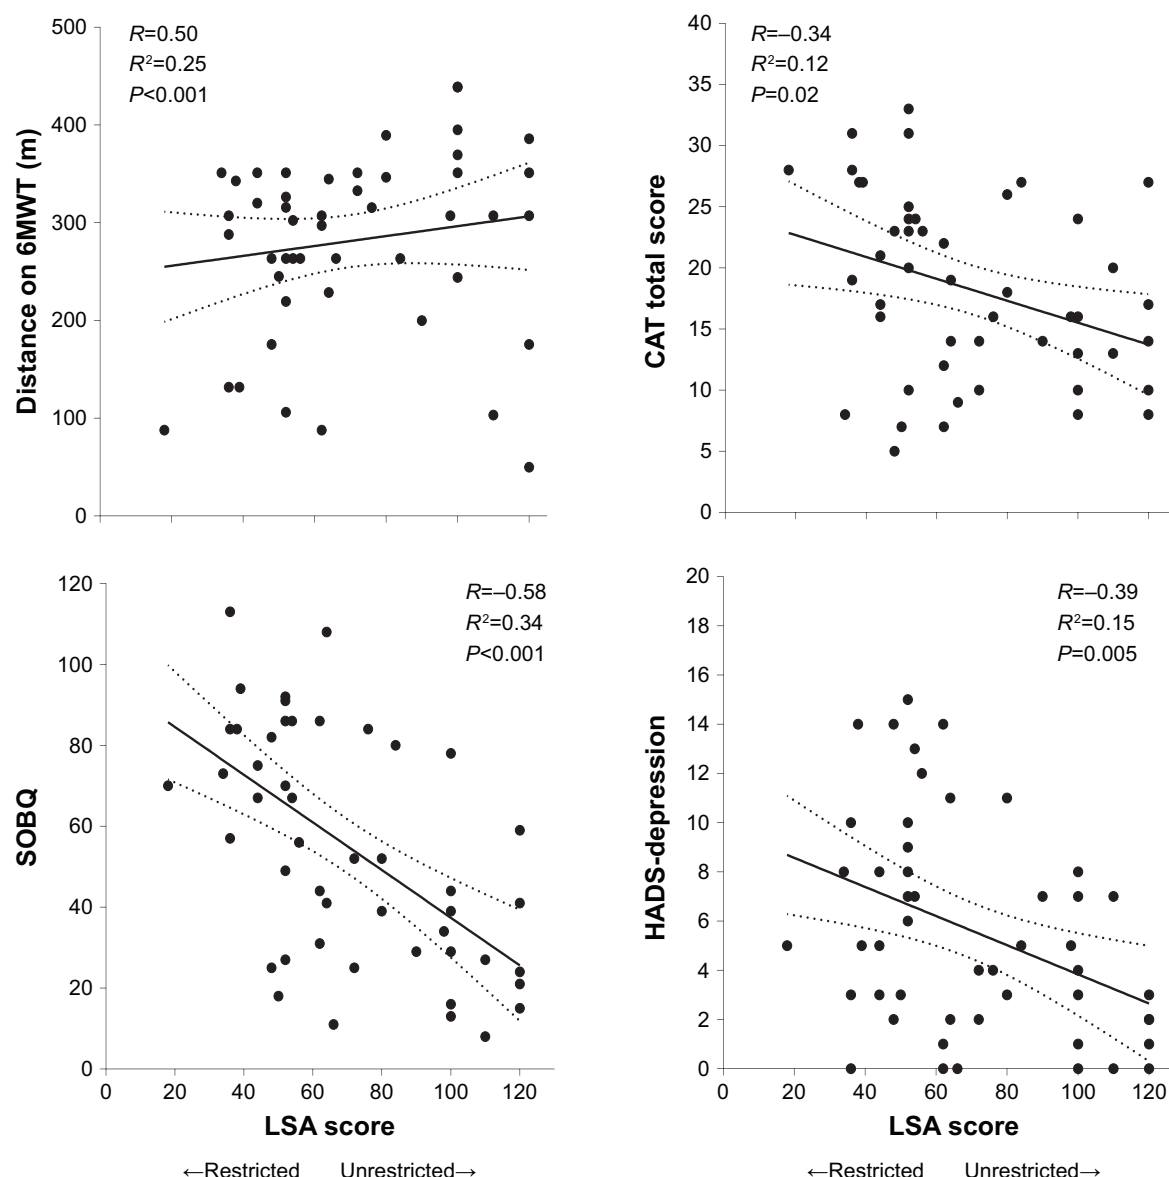 R=0.50
R²=0.25
P<0.001
500
400
300
200
100
0
Distance on 6MWT (m)
R=–0.34
R²=0.12
P=0.02
40
35
30
25
20
15
10
5
0
CAT total score
R=–0.58
R²=0.34
P<0.001
120
100
80
60
40
20
0
SOBQ
0 20 40 60 80 100 120
LSA score
←Restricted Unrestricted→
R=–0.39
R²=0.15
P=0.005
20
18
16
14
12
10
8
6
4
2
0
HADS-depression
0 20 40 60 80 100 120
LSA score
←Restricted Unrestricted→